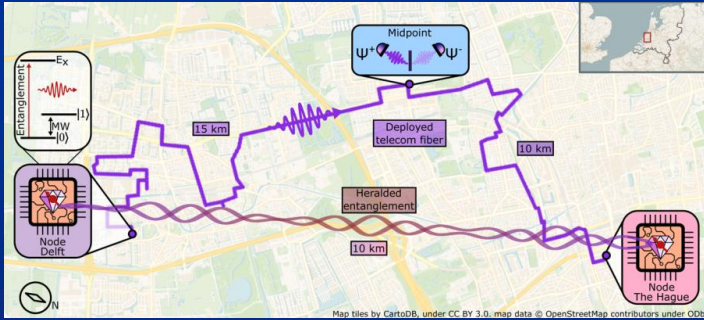 Entanglement
Eₓ
|1⟩
MW
|0⟩
Midpoint
Ψ⁺
Ψ⁻
15 km
Deployed
telecom fiber
10 km
Heralded
entanglement
10 km
Node
Delft
Node
The Hague
N
Map tiles by CartoDB, under CC BY 3.0. map data © OpenStreetMap contributors under ODb